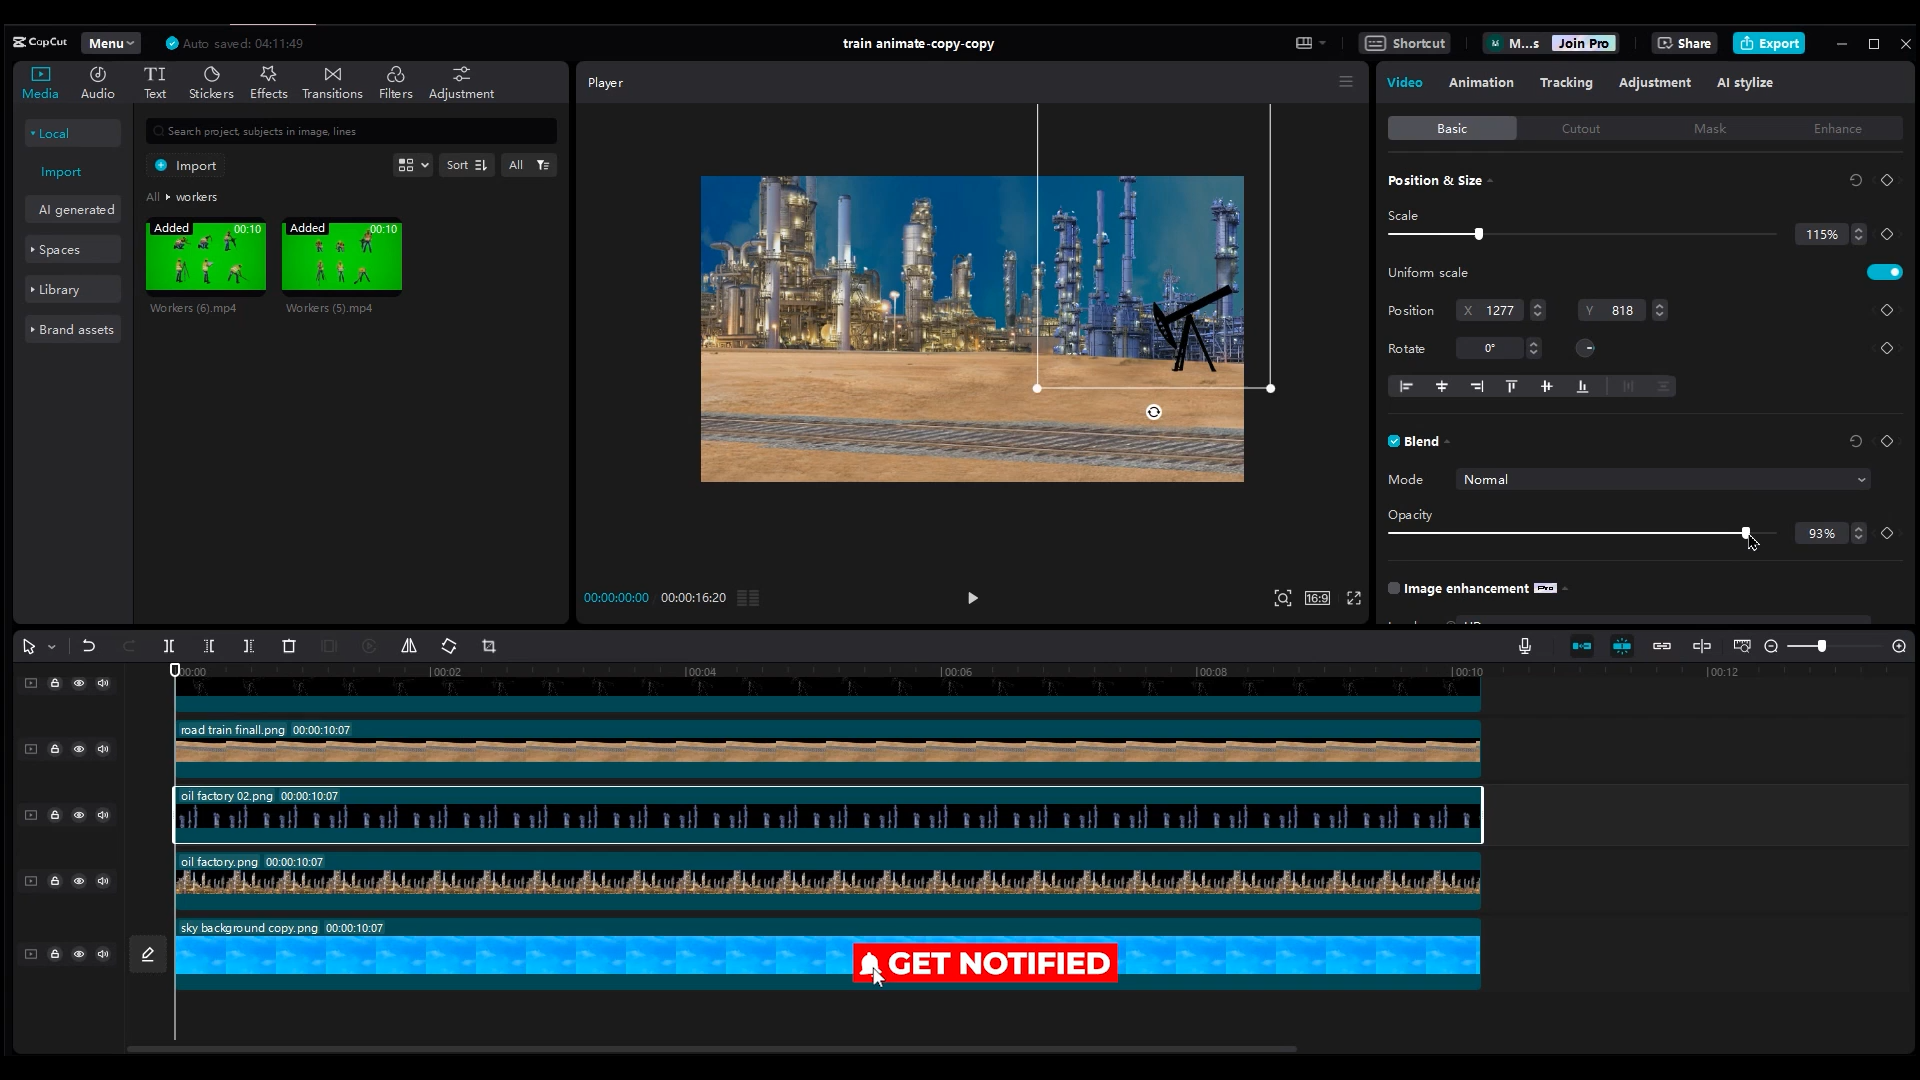 CapCut
Menu
Auto saved: 04:11:49
train animate-copy-copy
Shortcut
M...s
Join Pro
Share
Export
Media
Audio
Text
Stickers
Effects
Transitions
Filters
Adjustment
Local
Import
AI generated
Spaces
Library
Brand assets
Search project, subjects in image, lines
Import
Sort
All
All
workers
Added 00:10
Added 00:10
Workers (6).mp4
Workers (5).mp4
Player
00:00:00:00 00:00:16:20
16:9
Video
Animation
Tracking
Adjustment
AI stylize
Basic
Cutout
Mask
Enhance
Position & Size
Scale
115%
Uniform scale
Position X 1277 Y 818
Rotate 0°
Blend
Mode Normal
Opacity
93%
Image enhancement Pro
00:00 00:02 00:04 00:06 00:08 00:10 00:12
road train finall.png 00:00:10:07
oil factory 02.png 00:00:10:07
oil factory.png 00:00:10:07
sky background copy.png 00:00:10:07
GET NOTIFIED